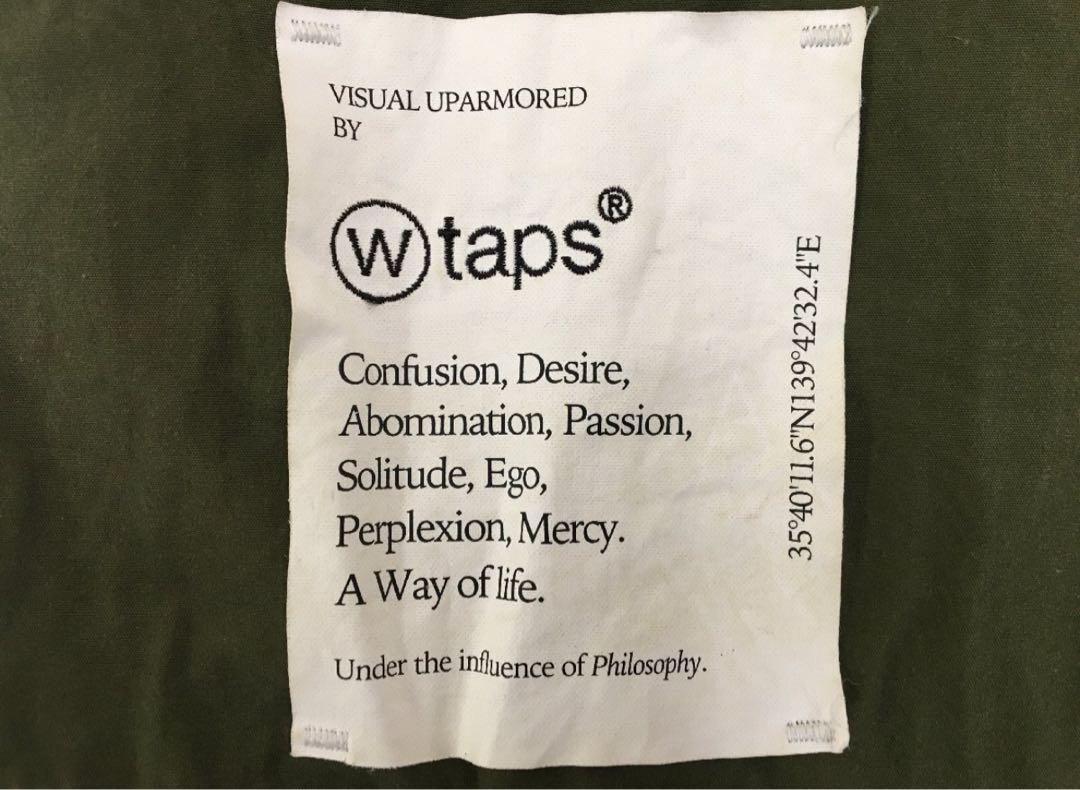 VISUAL UPARMORED
BY
Wtaps®
Confusion, Desire,
Abomination, Passion,
Solitude, Ego,
Perplexion, Mercy.
A Way of life.
Under the influence of Philosophy.
35°40'11.6"N139°42'32.4"E